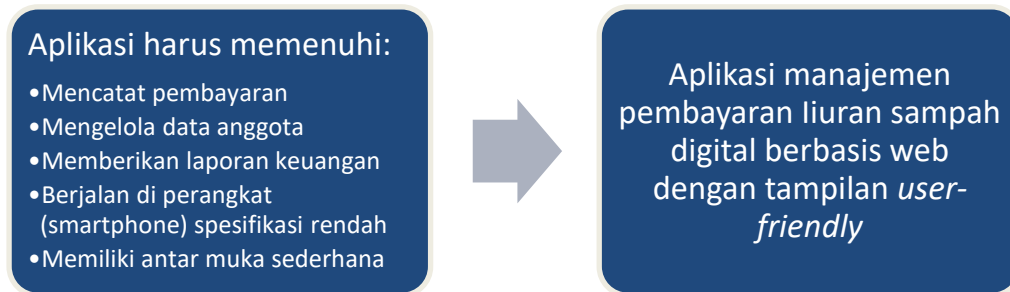 Aplikasi harus memenuhi:
•Mencatat pembayaran
•Mengelola data anggota
•Memberikan laporan keuangan
•Berjalan di perangkat
(smartphone) spesifikasi rendah
•Memiliki antar muka sederhana
Aplikasi manajemen
pembayaran Iiuran sampah
digital berbasis web
dengan tampilan user-
friendly